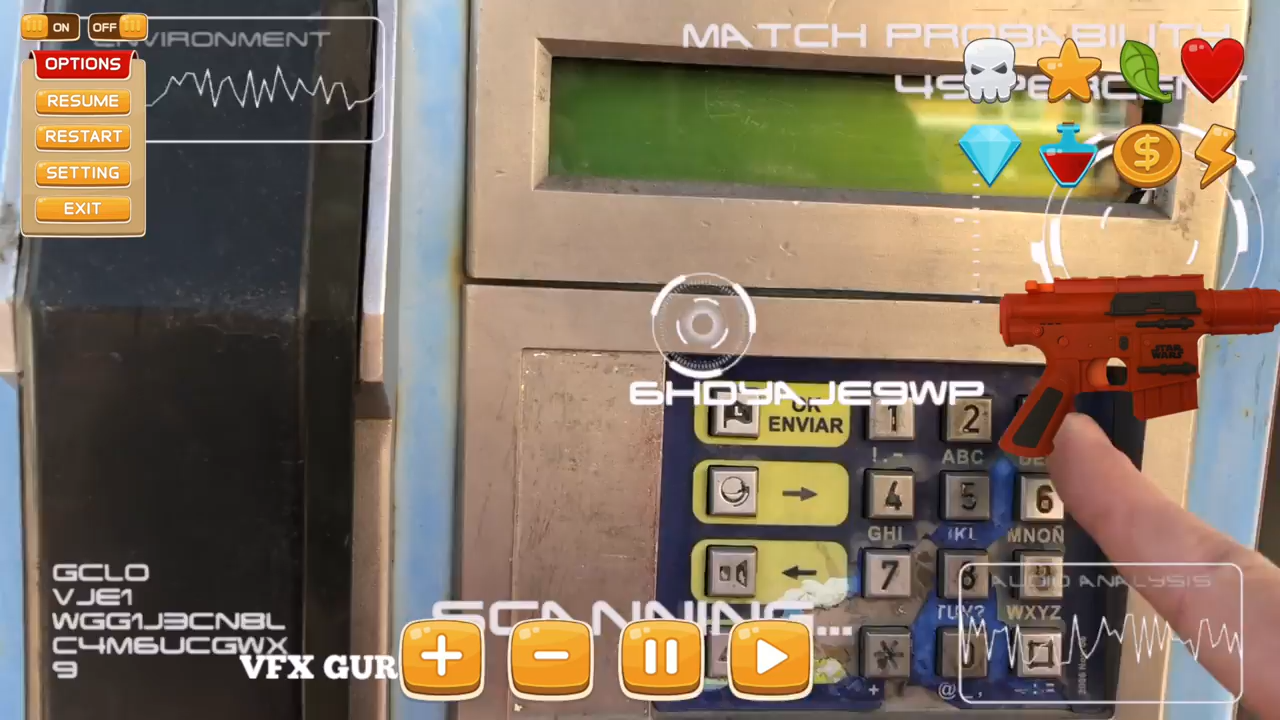 ON OFF
ENVIRONMENT
MATCH PROBABILITY
OPTIONS
RESUME
RESTART
SETTING
EXIT
$
STAR
WARS
6HDYAJE9WP
OK
ENVIAR
1 2
!.- ABC
4 5 6
GHI JKL MNOÑ
7 8 9
TUV? WXYZ
*
+ @
AUDIO ANALYSIS
SCANNING...
GCLO
VJE1
WGG1J3CN8L
C4M6UCGWX
9
VFX GUR